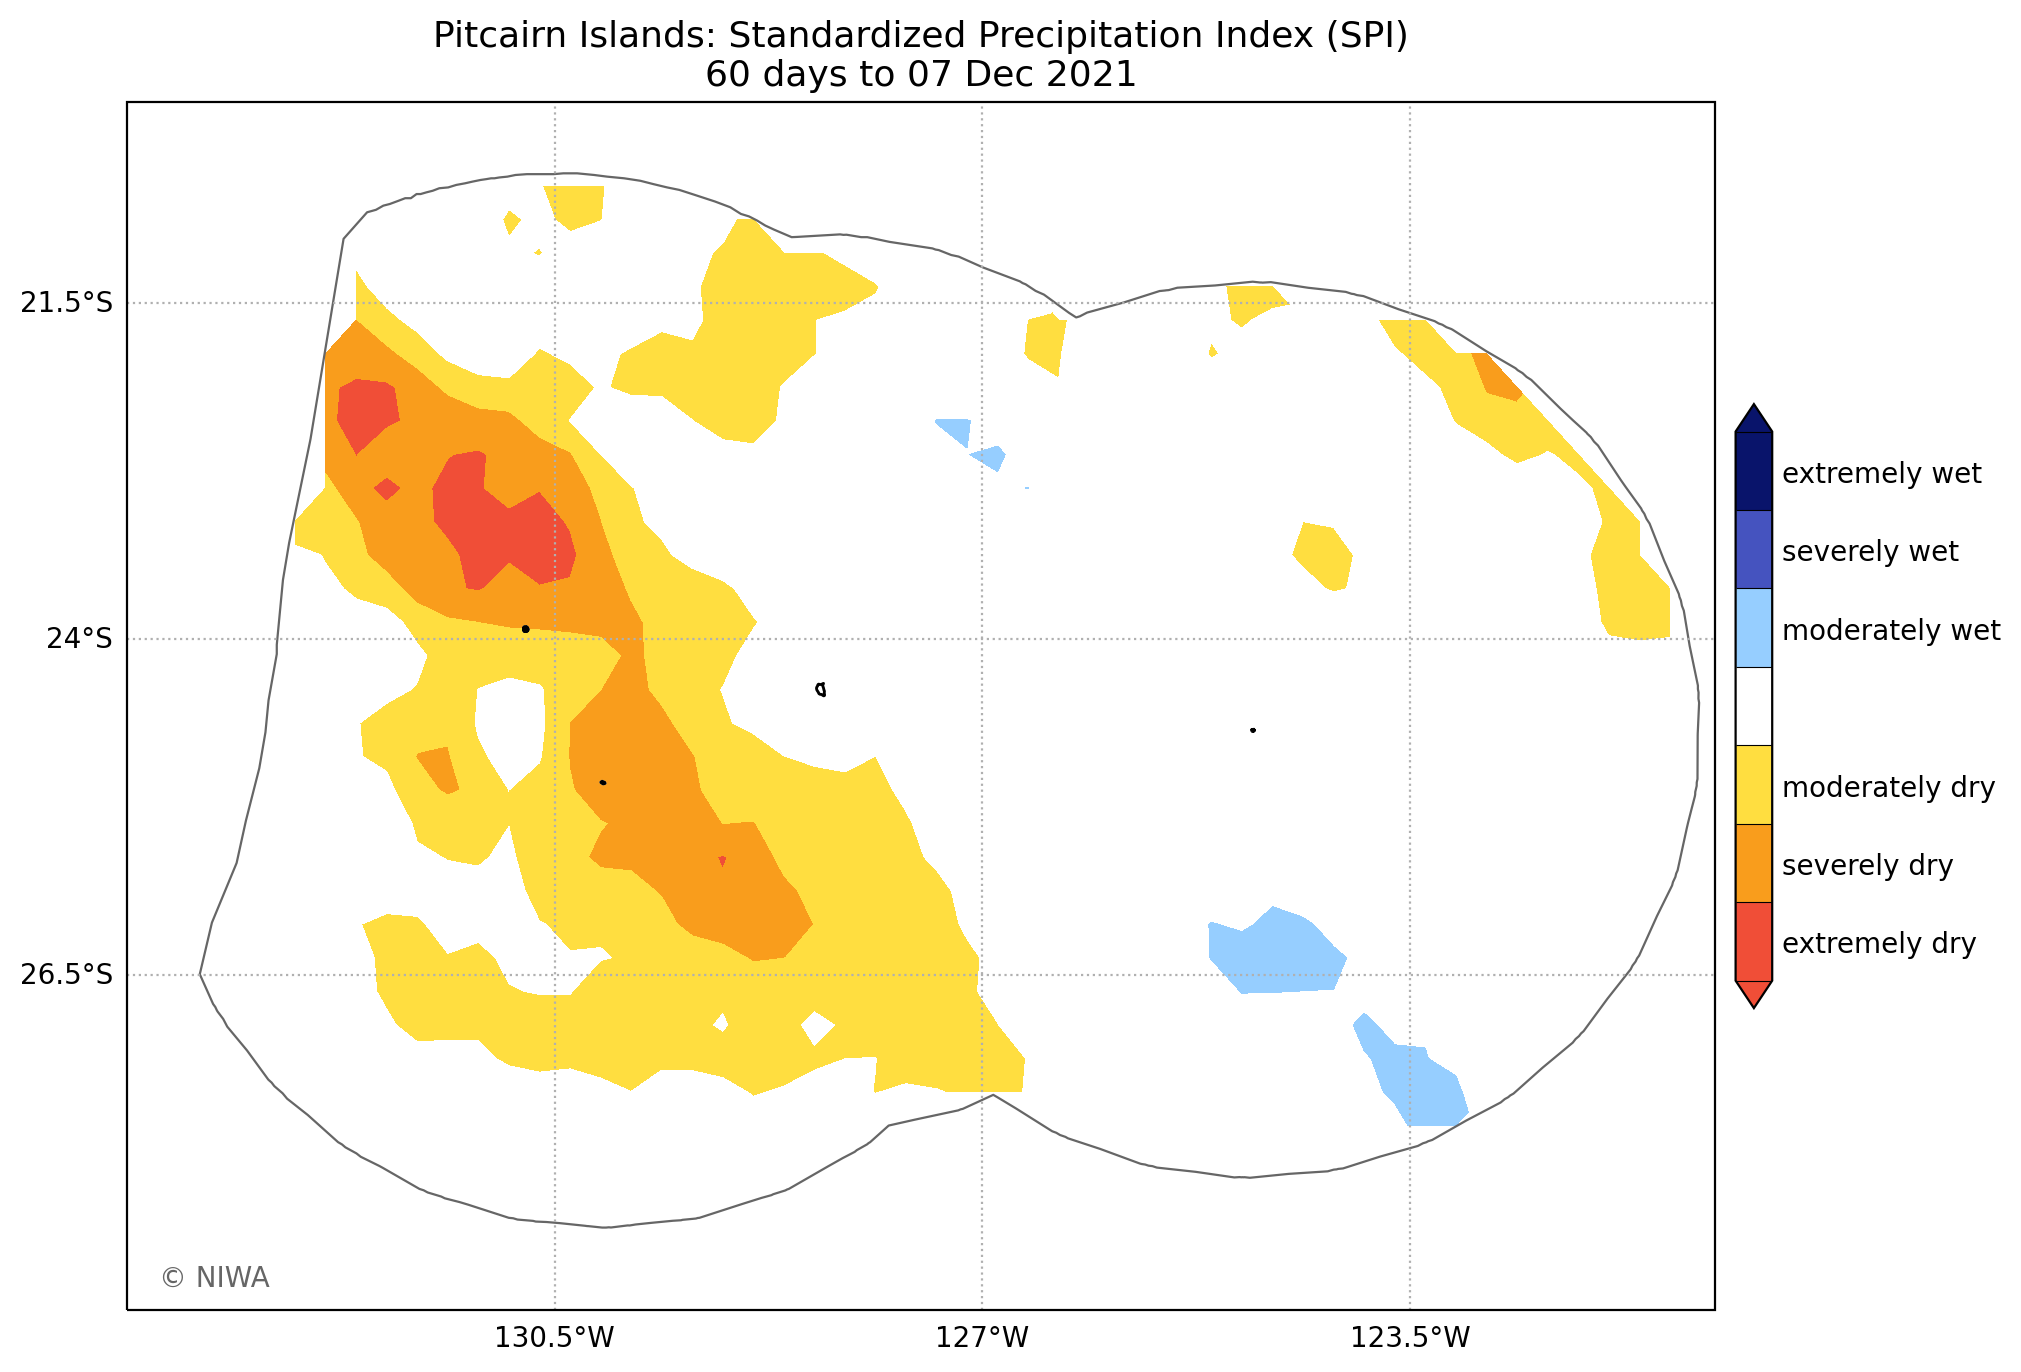 Pitcairn Islands: Standardized Precipitation Index (SPI)
60 days to 07 Dec 2021
21.5°S
24°S
26.5°S
130.5°W
127°W
123.5°W
extremely wet
severely wet
moderately wet
moderately dry
severely dry
extremely dry
© NIWA